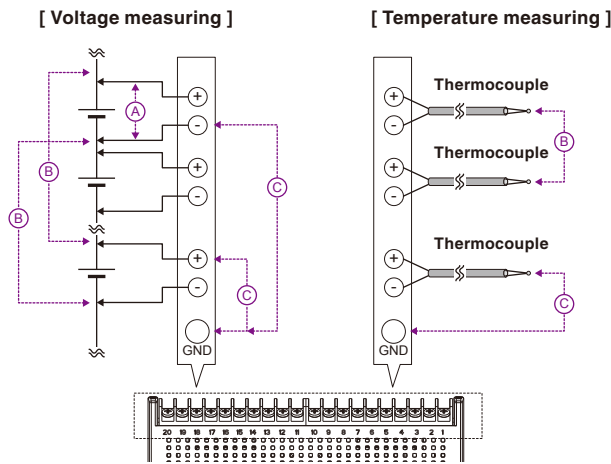 [ Voltage measuring ]
[ Temperature measuring ]
A
B
B
C
C
+
-
+
-
+
-
GND
Thermocouple
+
-
B
Thermocouple
+
-
Thermocouple
+
-
C
GND
20 19 18 17 16 15 14 13 12 11 10 9 8 7 6 5 4 3 2 1